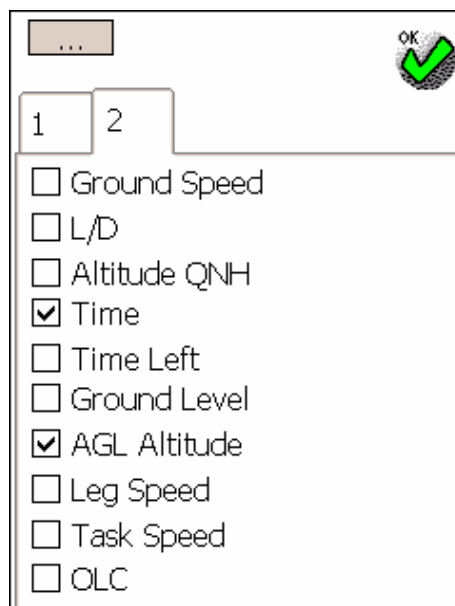 ...
OK
1
2
Ground Speed
L/D
Altitude QNH
Time
Time Left
Ground Level
AGL Altitude
Leg Speed
Task Speed
OLC